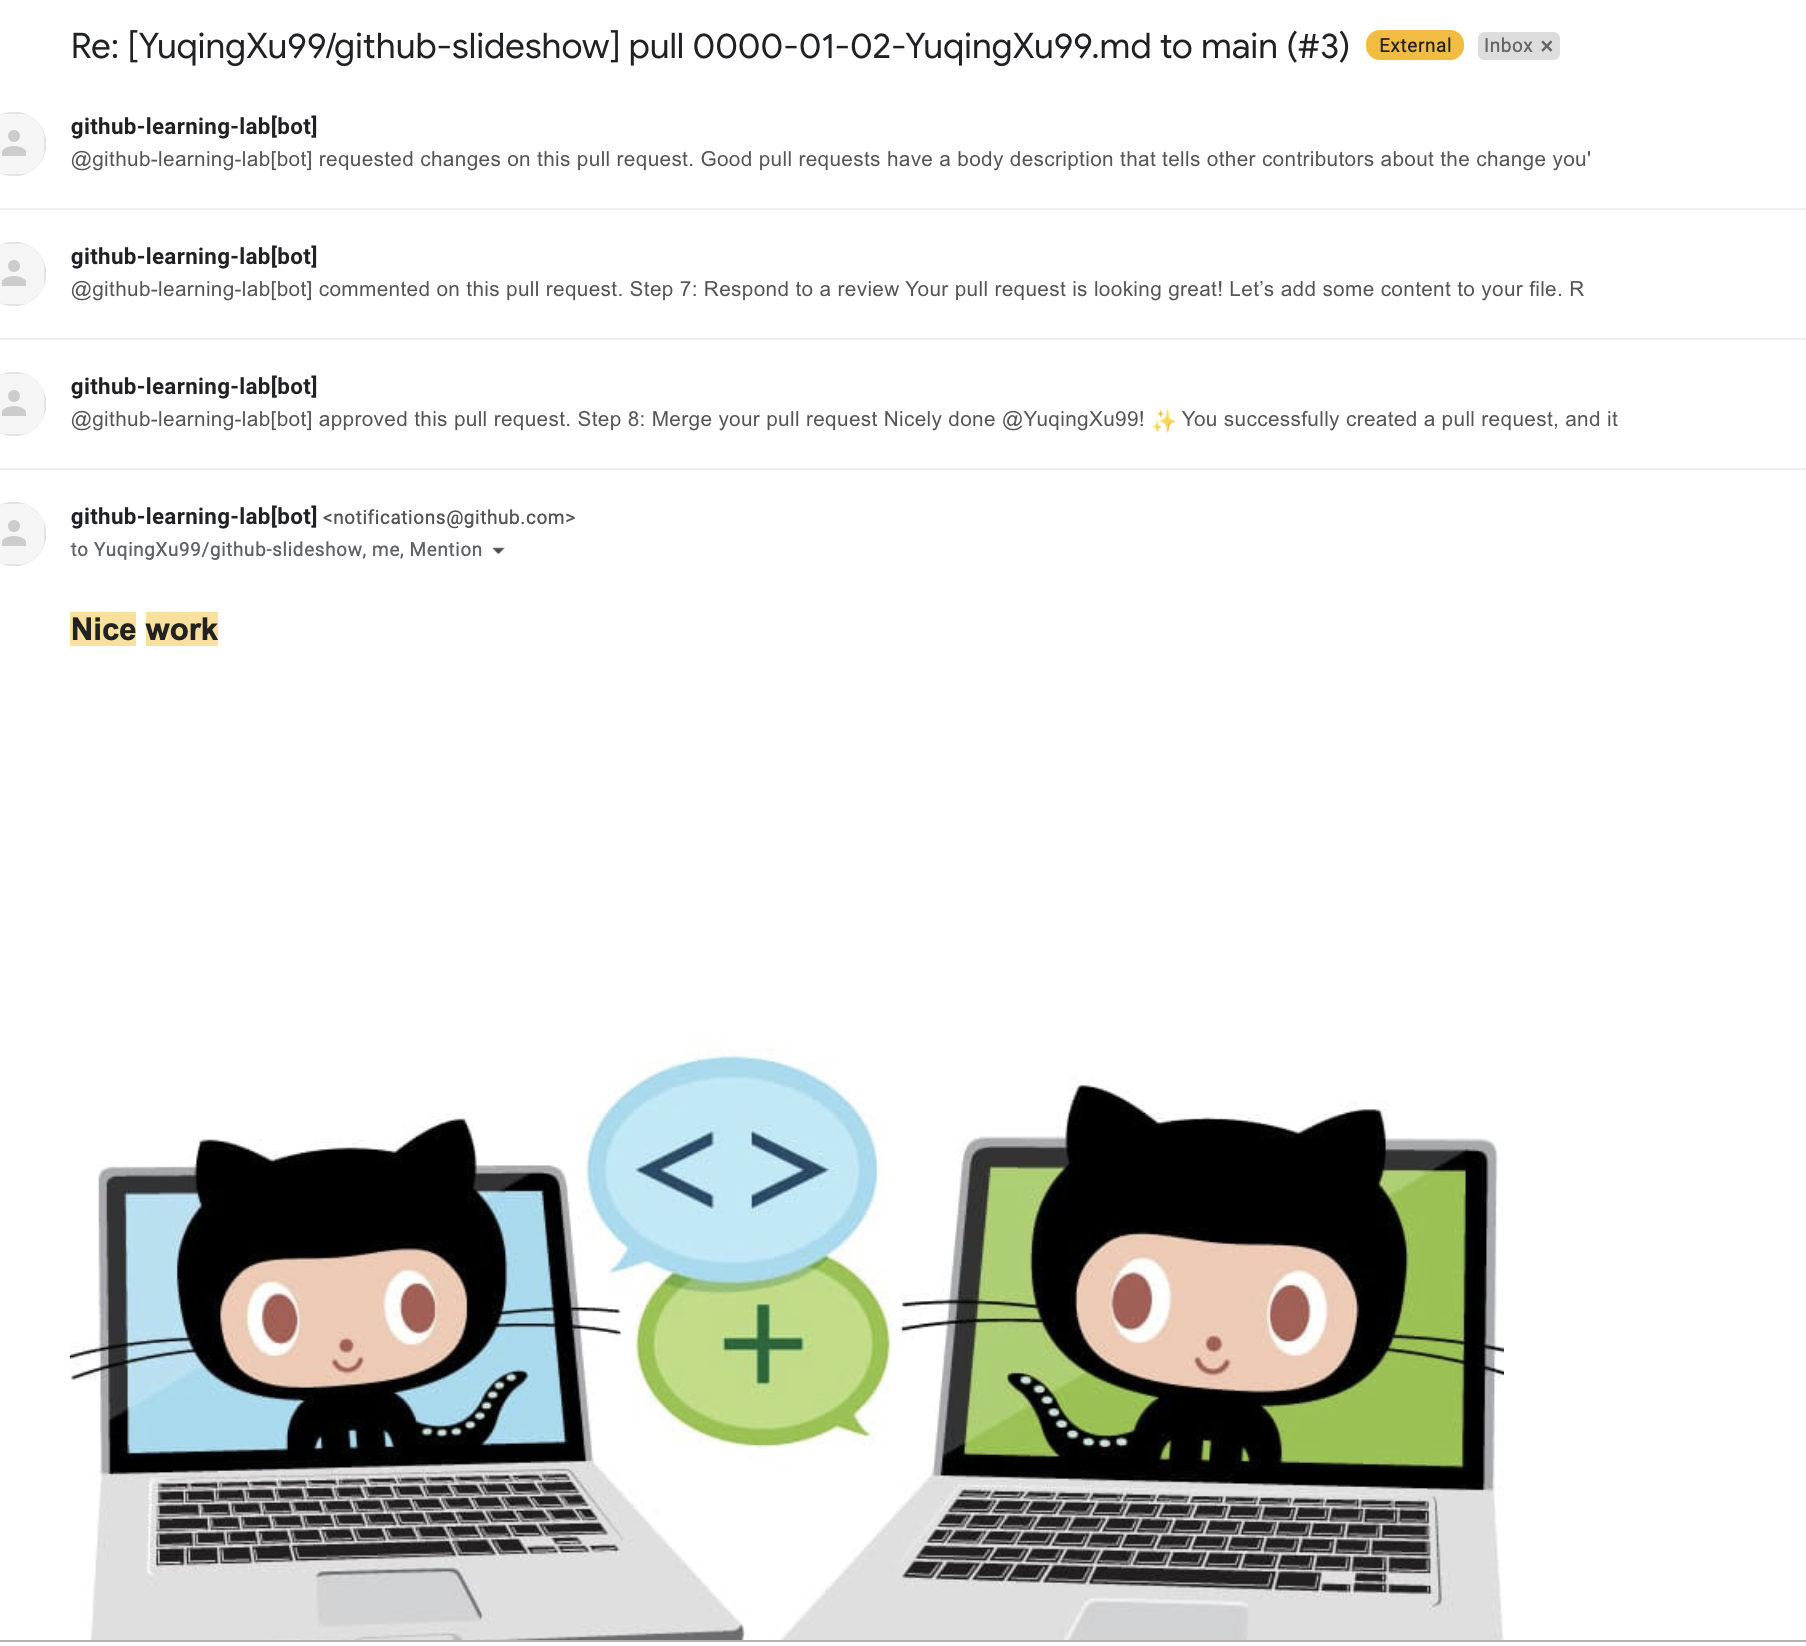 Re: [YuqingXu99/github-slideshow] pull 0000-01-02-YuqingXu99.md to main (#3) External Inbox ×
github-learning-lab[bot]
@github-learning-lab[bot] requested changes on this pull request. Good pull requests have a body description that tells other contributors about the change you'
github-learning-lab[bot]
@github-learning-lab[bot] commented on this pull request. Step 7: Respond to a review Your pull request is looking great! Let’s add some content to your file. R
github-learning-lab[bot]
@github-learning-lab[bot] approved this pull request. Step 8: Merge your pull request Nicely done @YuqingXu99! ✨ You successfully created a pull request, and it
github-learning-lab[bot] <notifications@github.com>
to YuqingXu99/github-slideshow, me, Mention
Nice work
< >
+